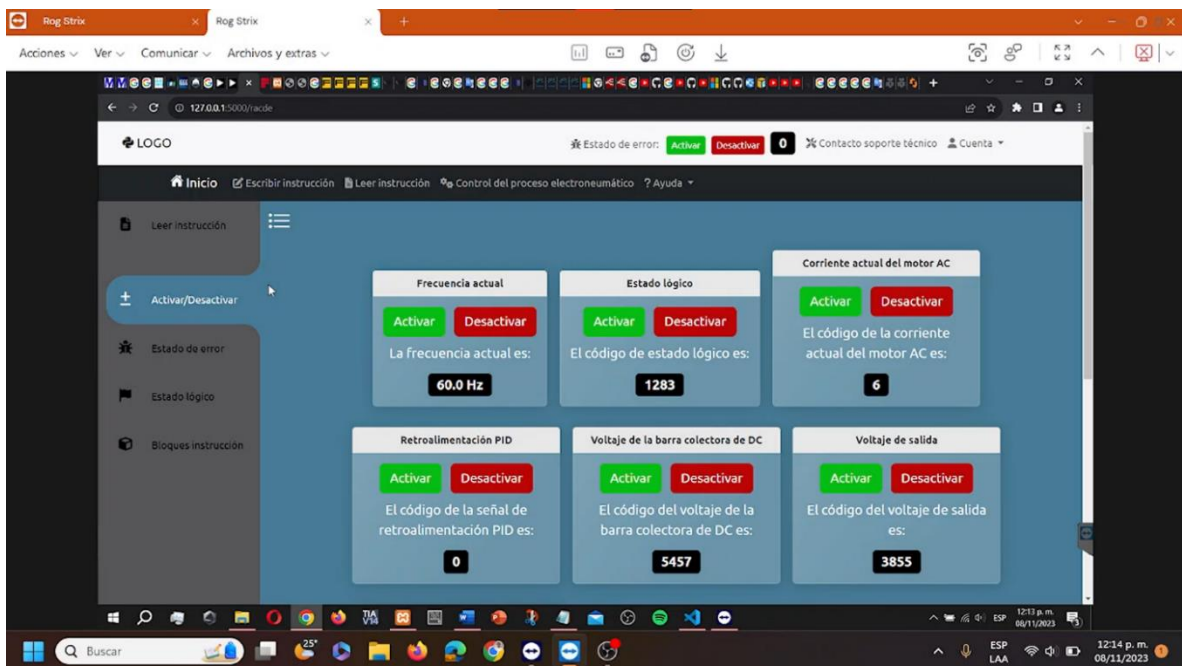 Rog Strix
Rog Strix
Acciones
Ver
Comunicar
Archivos y extras
127.0.0.1:5000/racde
LOGO
Estado de error:
Activar
Desactivar
0
Contacto soporte técnico
Cuenta
Inicio
Escribir instrucción
Leer instrucción
Control del proceso electroneumático
? Ayuda
Leer instrucción
Activar/Desactivar
Estado de error
Estado lógico
Bloques instrucción
Frecuencia actual
Activar
Desactivar
La frecuencia actual es:
60.0 Hz
Estado lógico
Activar
Desactivar
El código de estado lógico es:
1283
Corriente actual del motor AC
Activar
Desactivar
El código de la corriente
actual del motor AC es:
6
Retroalimentación PID
Activar
Desactivar
El código de la señal de
retroalimentación PID es:
0
Voltaje de la barra colectora de DC
Activar
Desactivar
El código del voltaje de la
barra colectora de DC es:
5457
Voltaje de salida
Activar
Desactivar
El código del voltaje de salida
es:
3855
TIA
V14
ESP
12:13 p. m.
08/11/2023
Buscar
25°
ESP
LAA
12:14 p. m.
08/11/2023